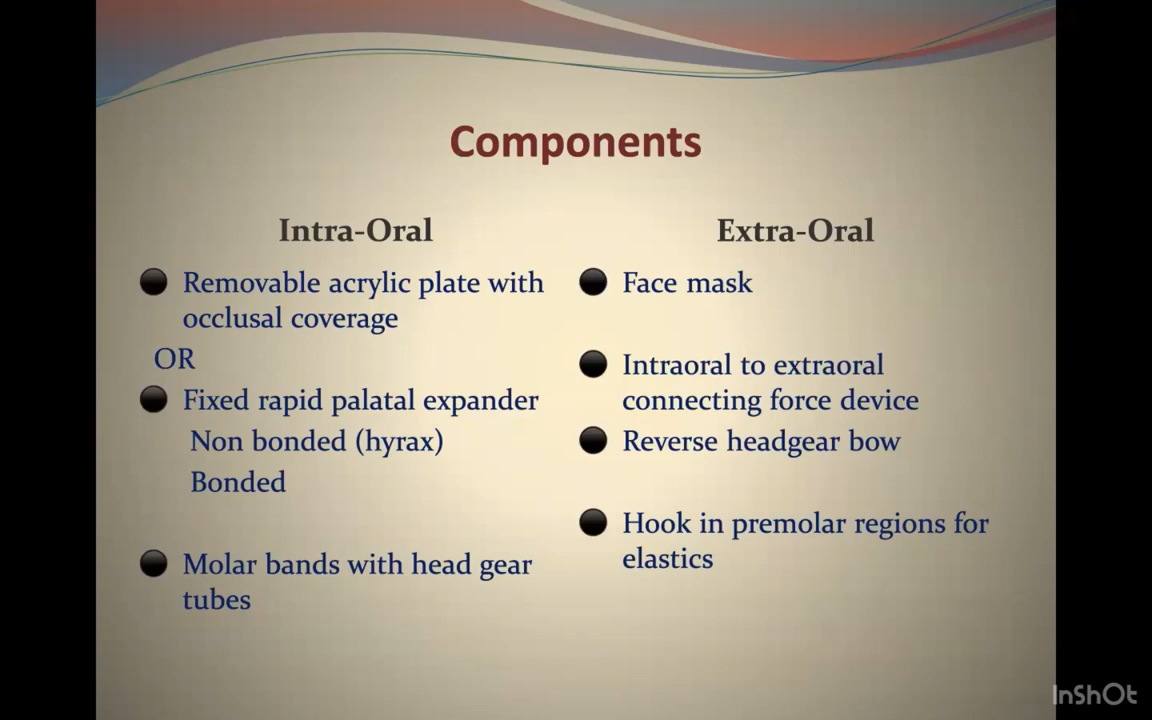 Components
Intra-Oral
Removable acrylic plate with
occlusal coverage
OR
Fixed rapid palatal expander
Non bonded (hyrax)
Bonded
Molar bands with head gear
tubes
Extra-Oral
Face mask
Intraoral to extraoral
connecting force device
Reverse headgear bow
Hook in premolar regions for
elastics
InShOt